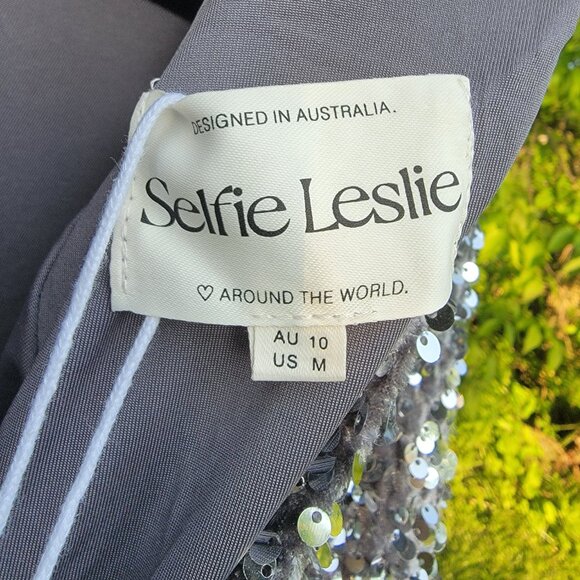 DESIGNED IN AUSTRALIA.
Selfie Leslie
♡ AROUND THE WORLD.
AU 10
US M